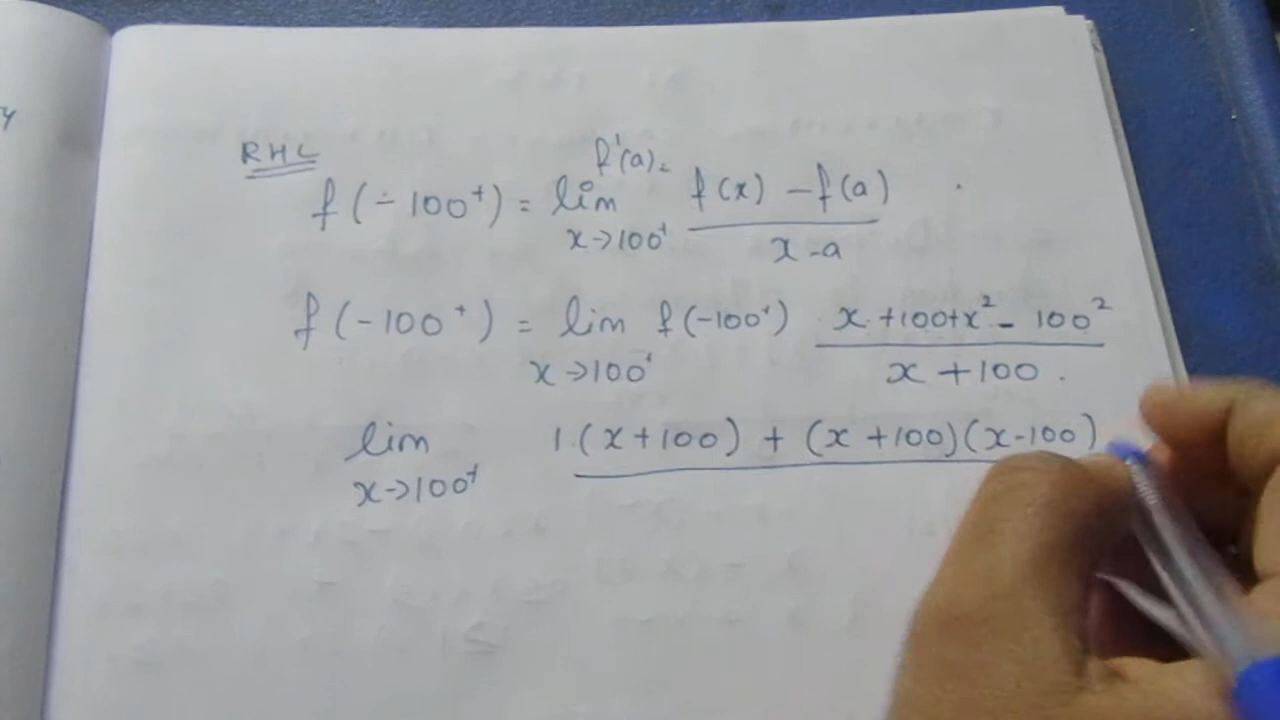 y
RHL
f'(a)=
f(-100⁺) = lim f(x) - f(a)
x→100⁺ x-a
f(-100⁺) = lim f(-100⁺) x+100+x²-100²
x→100⁺ x+100.
lim 1.(x+100) + (x+100)(x-100)
x→100⁺